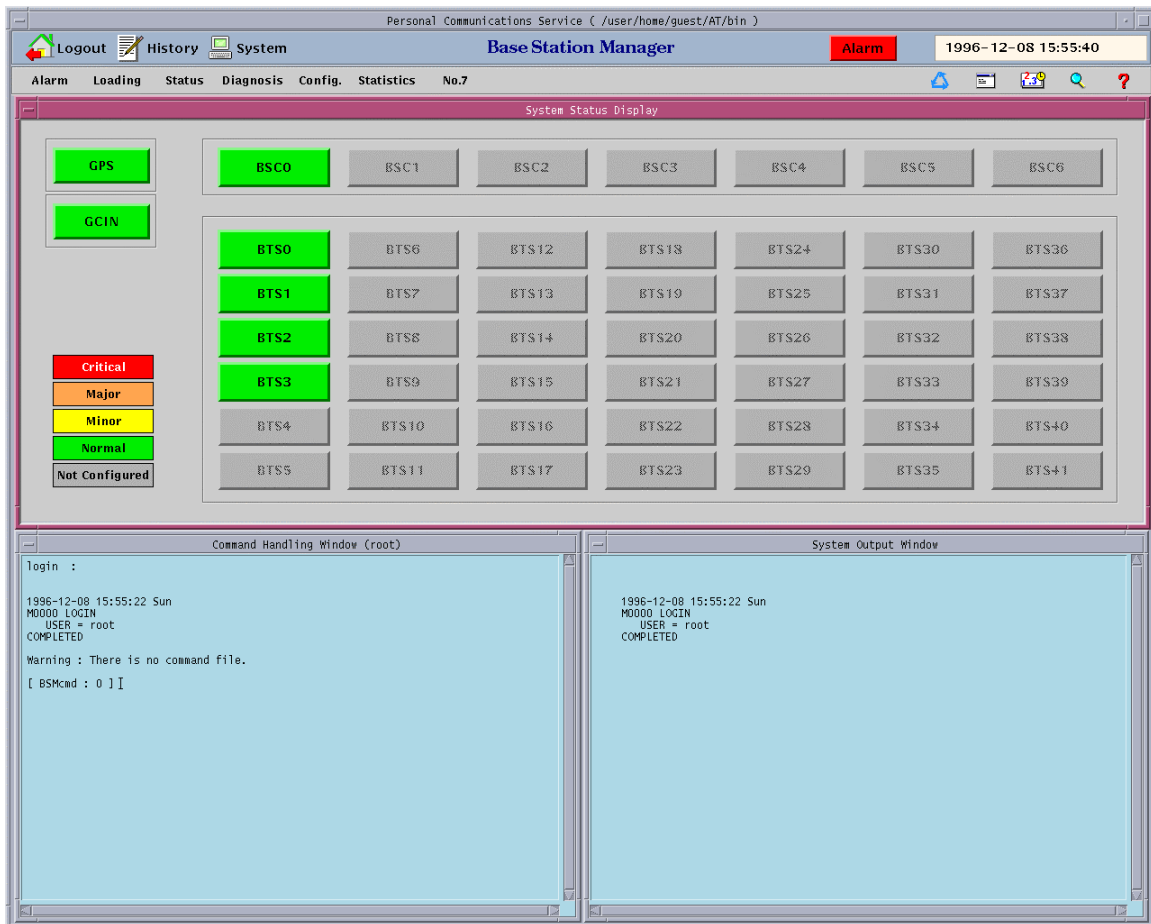 Personal Communications Service ( /user/home/guest/AT/bin )
Logout History System Base Station Manager Alarm 1996-12-08 15:55:40
Alarm Loading Status Diagnosis Config. Statistics No.7
System Status Display
GPS BSC0 BSC1 BSC2 BSC3 BSC4 BSC5 BSC6
GCIN
BTS0 BTS6 BTS12 BTS18 BTS24 BTS30 BTS36
BTS1 BTS7 BTS13 BTS19 BTS25 BTS31 BTS37
BTS2 BTS8 BTS14 BTS20 BTS26 BTS32 BTS38
Critical
BTS3 BTS9 BTS15 BTS21 BTS27 BTS33 BTS39
Major
Minor
BTS4 BTS10 BTS16 BTS22 BTS28 BTS34 BTS40
Normal
Not Configured
BTS5 BTS11 BTS17 BTS23 BTS29 BTS35 BTS41
Command Handling Window (root)
login :
1996-12-08 15:55:22 Sun
M0000 LOGIN
USER = root
COMPLETED
Warning : There is no command file.
[ BSMcmd : 0 ]
System Output Window
1996-12-08 15:55:22 Sun
M0000 LOGIN
USER = root
COMPLETED